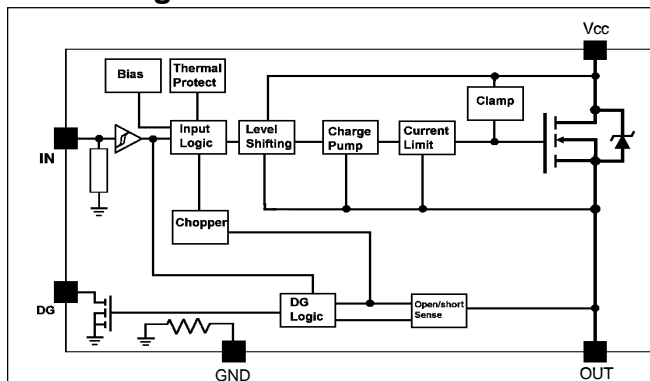 Vcc
Bias
Thermal
Protect
Clamp
IN
Input
Logic
Level
Shifting
Charge
Pump
Current
Limit
Chopper
DG
DG
Logic
Open/short
Sense
GND
OUT